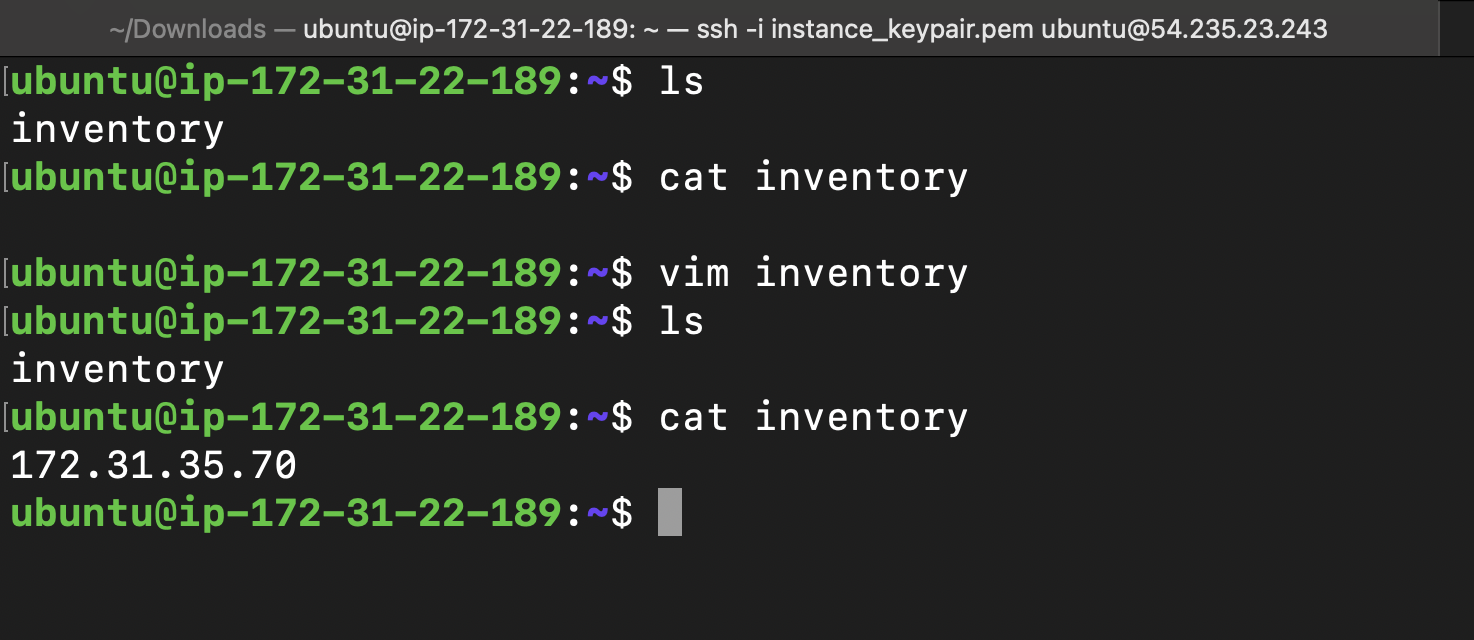 ~/Downloads — ubuntu@ip-172-31-22-189: ~ — ssh -i instance_keypair.pem ubuntu@54.235.23.243
[ubuntu@ip-172-31-22-189:~$ ls
inventory
[ubuntu@ip-172-31-22-189:~$ cat inventory
[ubuntu@ip-172-31-22-189:~$ vim inventory
[ubuntu@ip-172-31-22-189:~$ ls
inventory
[ubuntu@ip-172-31-22-189:~$ cat inventory
172.31.35.70
ubuntu@ip-172-31-22-189:~$